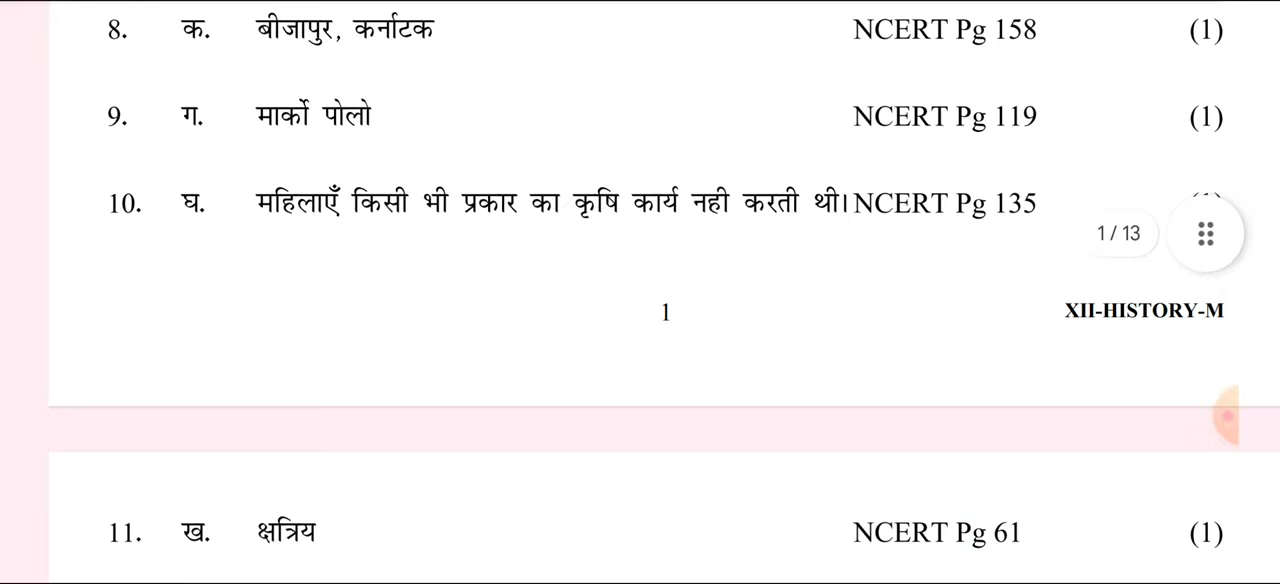 8. क. बीजापुर, कर्नाटक NCERT Pg 158 (1)
9. ग. मार्को पोलो NCERT Pg 119 (1)
10. घ. महिलाएँ किसी भी प्रकार का कृषि कार्य नही करती थी। NCERT Pg 135
1 / 13
1 XII-HISTORY-M
11. ख. क्षत्रिय NCERT Pg 61 (1)